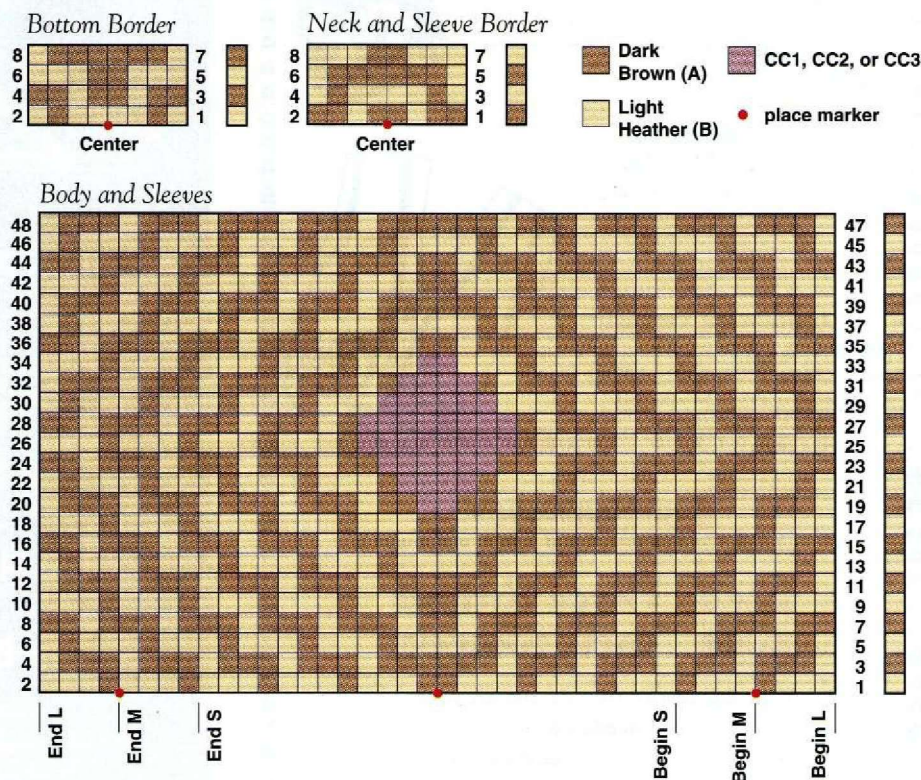 Bottom Border
8 7
6 5
4 3
2 1
Center
Neck and Sleeve Border
8 7
6 5
4 3
2 1
Center
Dark
Brown (A)
CC1, CC2, or CC3
Light
Heather (B)
place marker
Body and Sleeves
48 47
46 45
44 43
42 41
40 39
38 37
36 35
34 33
32 31
30 29
28 27
26 25
24 23
22 21
20 19
18 17
16 15
14 13
12 11
10 9
8 7
6 5
4 3
2 1
End L
End M
End S
Begin S
Begin M
Begin L